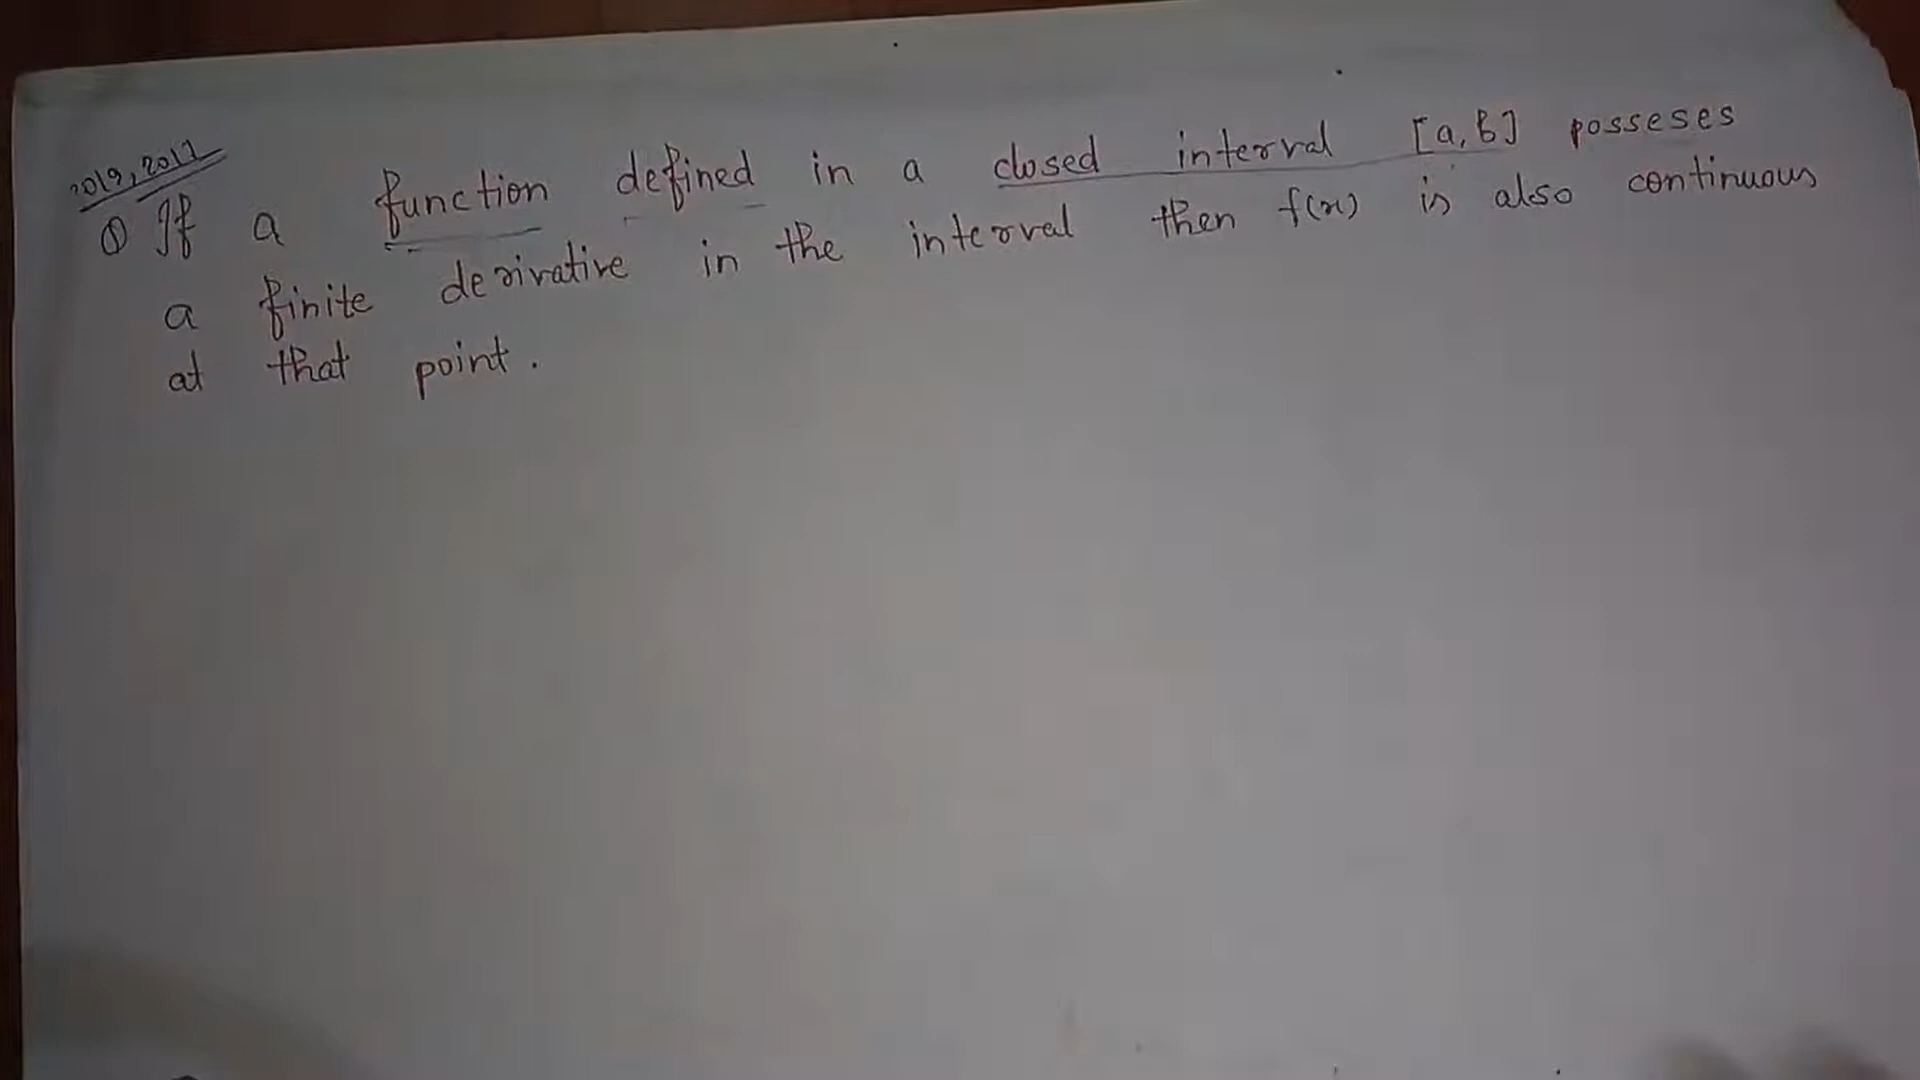 2019, 2017
① If a function defined in a closed interval [a, b] posseses
a finite derivative in the interval then f(x) is also continuous
at that point.